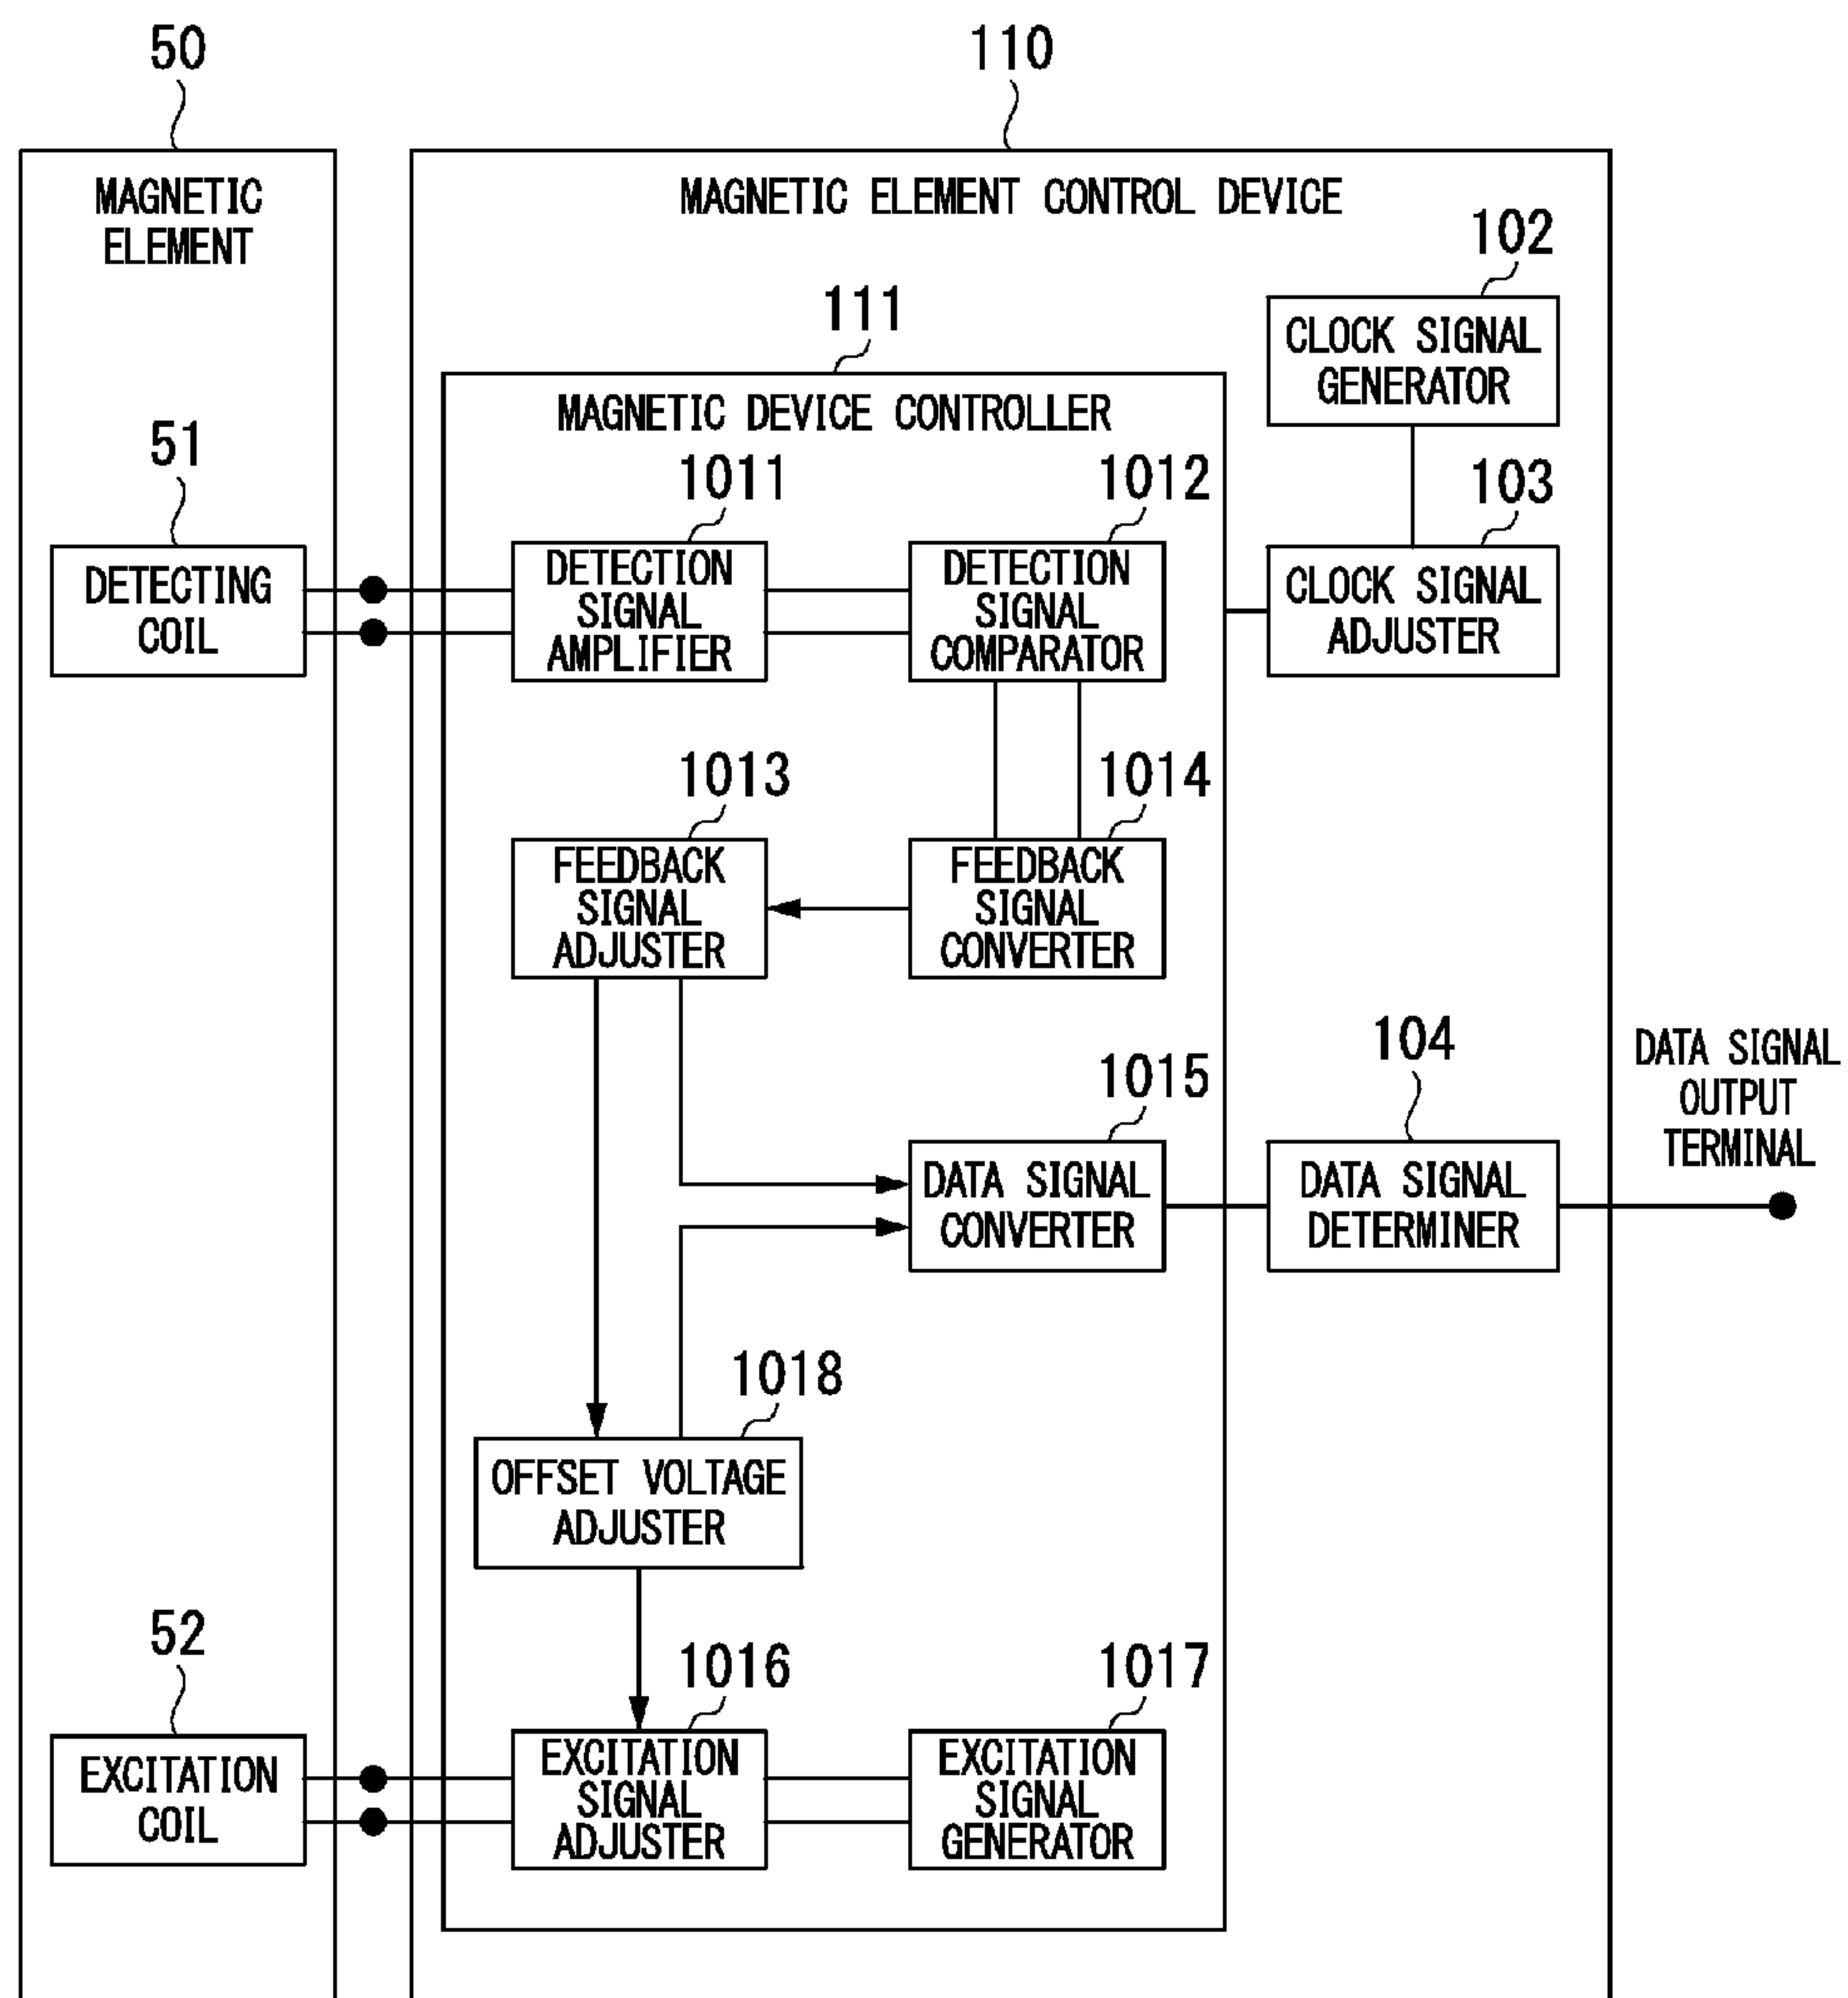 50
110
MAGNETIC
ELEMENT
MAGNETIC ELEMENT CONTROL DEVICE
102
CLOCK SIGNAL
GENERATOR
111
MAGNETIC DEVICE CONTROLLER
51
DETECTING
COIL
1011
DETECTION
SIGNAL
AMPLIFIER
1012
DETECTION
SIGNAL
COMPARATOR
103
CLOCK SIGNAL
ADJUSTER
1013
FEEDBACK
SIGNAL
ADJUSTER
1014
FEEDBACK
SIGNAL
CONVERTER
1015
DATA SIGNAL
CONVERTER
104
DATA SIGNAL
DETERMINER
DATA SIGNAL
OUTPUT
TERMINAL
1018
OFFSET VOLTAGE
ADJUSTER
52
EXCITATION
COIL
1016
EXCITATION
SIGNAL
ADJUSTER
1017
EXCITATION
SIGNAL
GENERATOR